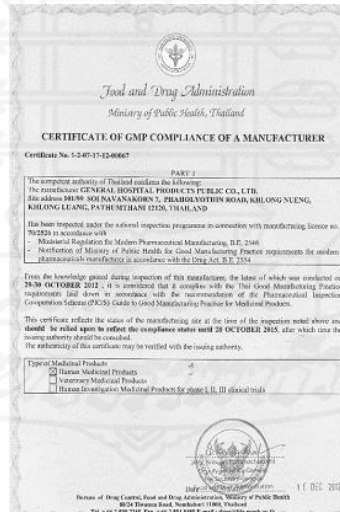 Food and Drug Administration
Ministry of Public Health, Thailand
CERTIFICATE OF GMP COMPLIANCE OF A MANUFACTURER
Certificate No. 1-2-07-17-12-00067
PART 1
The competent authority of Thailand confirms the following:
The manufacturer GENERAL HOSPITAL PRODUCTS PUBLIC CO., LTD.
Site address 101/99 SOI NAVANAKORN 7, PHAHOLYOTHIN ROAD, KHLONG NUENG,
KHLONG LUANG, PATHUMTHANI 12120, THAILAND
Has been inspected under the national inspection programme in connection with manufacturing licence no.
70/2526 in accordance with
- Ministerial Regulation for Modern Pharmaceutical Manufacturing, B.E. 2546
- Notification of Ministry of Public Health for Good Manufacturing Practice requirements for modern
pharmaceuticals manufacturer in accordance with the Drug Act, B.E. 2554
From the knowledge gained during inspection of this manufacturer, the latest of which was conducted on
29-30 OCTOBER 2012 , it is considered that it complies with the Thai Good Manufacturing Practice
requirements laid down in accordance with the recommendation of the Pharmaceutical Inspection
Cooperation Scheme (PIC/S) Guide to Good Manufacturing Practice for Medicinal Products.
This certificate reflects the status of the manufacturing site at the time of the inspection noted above and
should be relied upon to reflect the compliance status until 28 OCTOBER 2015, after which time the
issuing authority should be consulted.
The authenticity of this certificate may be verified with the issuing authority.
Type of Medicinal Products
Human Medicinal Products
Veterinary Medicinal Products
Human Investigation Medicinal Products for phase I, II, III clinical trials
Date 18 DEC 2012
Bureau of Drug Control, Food and Drug Administration, Ministry of Public Health
88/24 Tiwanon Road, Nonthaburi 11000, Thailand